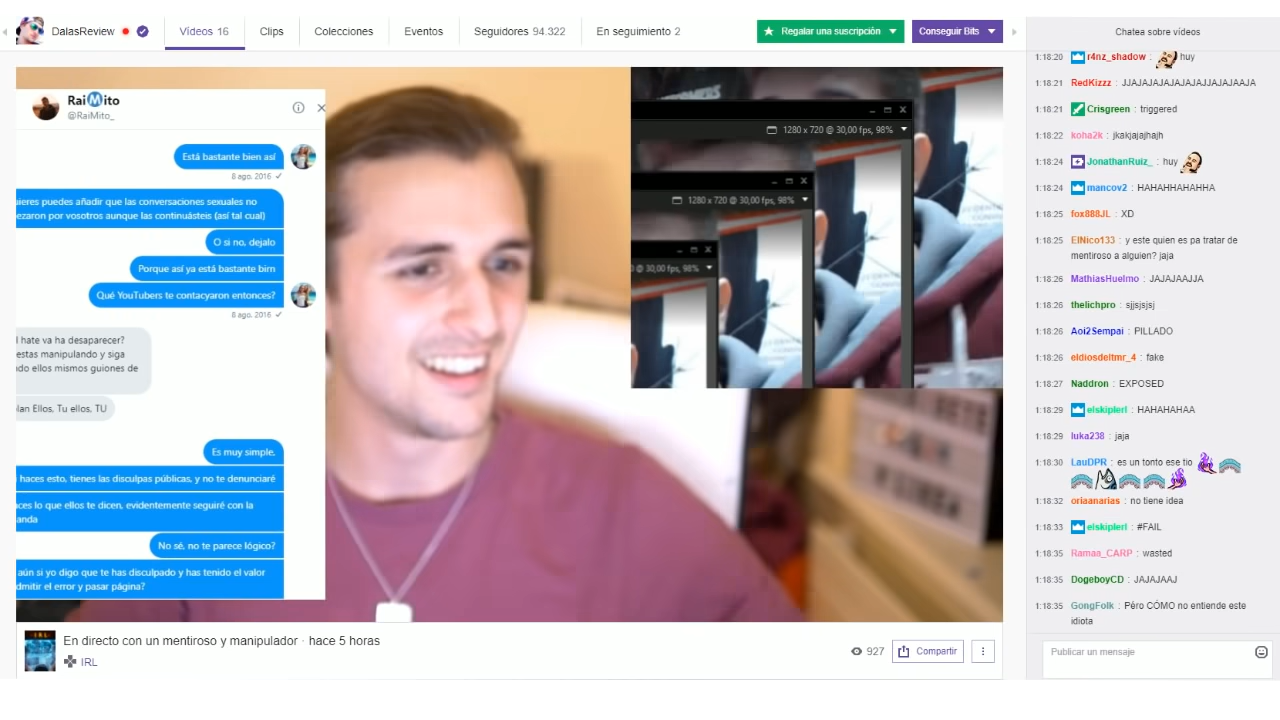 DalasReview
Vídeos 16
Clips
Colecciones
Eventos
Seguidores 94.322
En seguimiento 2
Regalar una suscripción
Conseguir Bits
Chatea sobre vídeos
RaiMito
@RaiMito_
Está bastante bien así
8 ago. 2016
uieres puedes añadir que las conversaciones sexuales no
ezaron por vosotros aunque las continuásteis (así tal cual)
O si no, dejalo
Porque así ya está bastante birn
Qué YouTubers te contacyaron entonces?
8 ago. 2016
l hate va ha desaparecer?
estas manipulando y siga
do ellos mismos guiones de
lan Ellos, Tu ellos, TU
Es muy simple.
i haces esto, tienes las disculpas públicas, y no te denunciaré
ces lo que ellos te dicen, evidentemente seguiré con la
anda
No sé, no te parece lógico?
aún si yo digo que te has disculpado y has tenido el valor
dmitir el error y pasar página?
1280 x 720 @ 30,00 fps, 98%
1280 x 720 @ 30,00 fps, 98%
@ 30,00 fps, 98%
IRL
En directo con un mentiroso y manipulador · hace 5 horas
IRL
927
Compartir
1:18:20 r4nz_shadow : huy
1:18:21 RedKizzz : JJAJAJAJAJAJAJJAJAJAAJA
1:18:21 Crisgreen : triggered
1:18:22 koha2k : jkakjajajhajh
1:18:24 JonathanRuiz_ : huy
1:18:24 mancov2 : HAHAHHAHAHHA
1:18:25 fox888JL : XD
1:18:25 ElNico133 : y este quien es pa tratar de
mentiroso a alguien? jaja
1:18:26 MathiasHuelmo : JAJAJAAJJA
1:18:26 thelichpro : sjjsjsjsj
1:18:26 Aoi2Sempai : PILLADO
1:18:26 eldiosdeltmr_4 : fake
1:18:27 Naddron : EXPOSED
1:18:29 elskiplerl : HAHAHAHAA
1:18:29 luka238 : jaja
1:18:30 LauDPR : es un tonto ese tio
1:18:32 oriaanarias : no tiene idea
1:18:33 elskiplerl : #FAIL
1:18:35 Ramaa_CARP : wasted
1:18:35 DogeboyCD : JAJAJAAJ
1:18:35 GongFolk : Péro CÓMO no entiende este
idiota
Publicar un mensaje